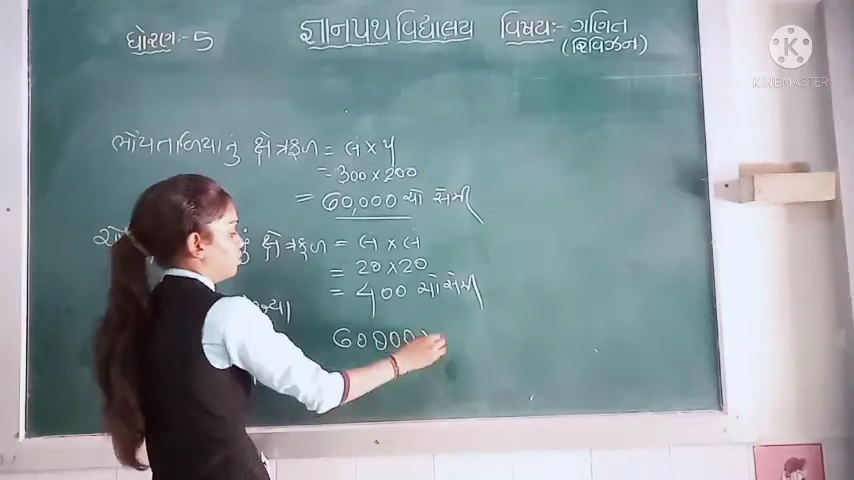 ધોરણ:- 5
જ્ઞાનપથ વિદ્યાલય
વિષય:- ગણિત
(રિવિઝન)
ભોંયતળિયાનું ક્ષેત્રફળ = લં × પ
= 300 × 200
= 60,000 ચો સેમી
ક્ષેત્રફળ = લં × લં
= 20 × 20
= 400 ચો સેમી
60000
KINEMASTER